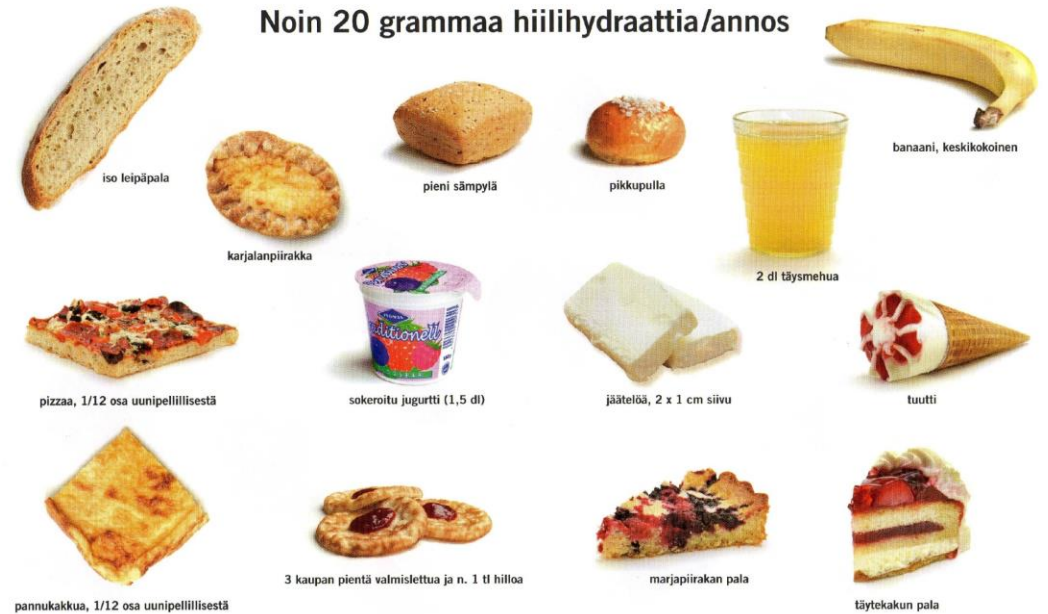 Noin 20 grammaa hiilihydraattia/annos
iso leipäpala
karjalanpiirakka
pieni sämpylä
pikkupulla
2 dl täysmehua
banaani, keskikokoinen
pizzaa, 1/12 osa uunipellillisestä
sokeroitu jugurtti (1,5 dl)
jäätelöä, 2 x 1 cm siivu
tuutti
pannukakkua, 1/12 osa uunipellillisestä
3 kaupan pientä valmislettua ja n. 1 tl hilloa
marjapiirakan pala
täytekakun pala